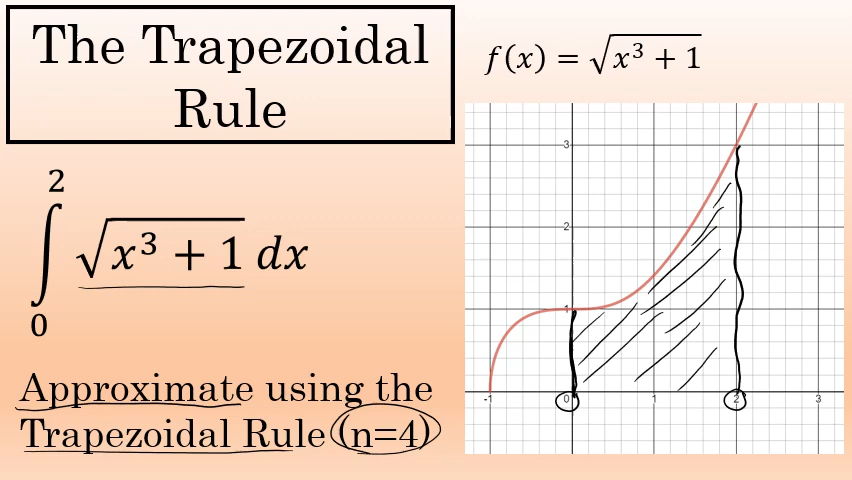 The Trapezoidal
Rule
f(x) = √(x³ + 1)
2
∫ √(x³ + 1) dx
0
Approximate using the
Trapezoidal Rule (n=4)
3
2
1
-1 0 1 2 3